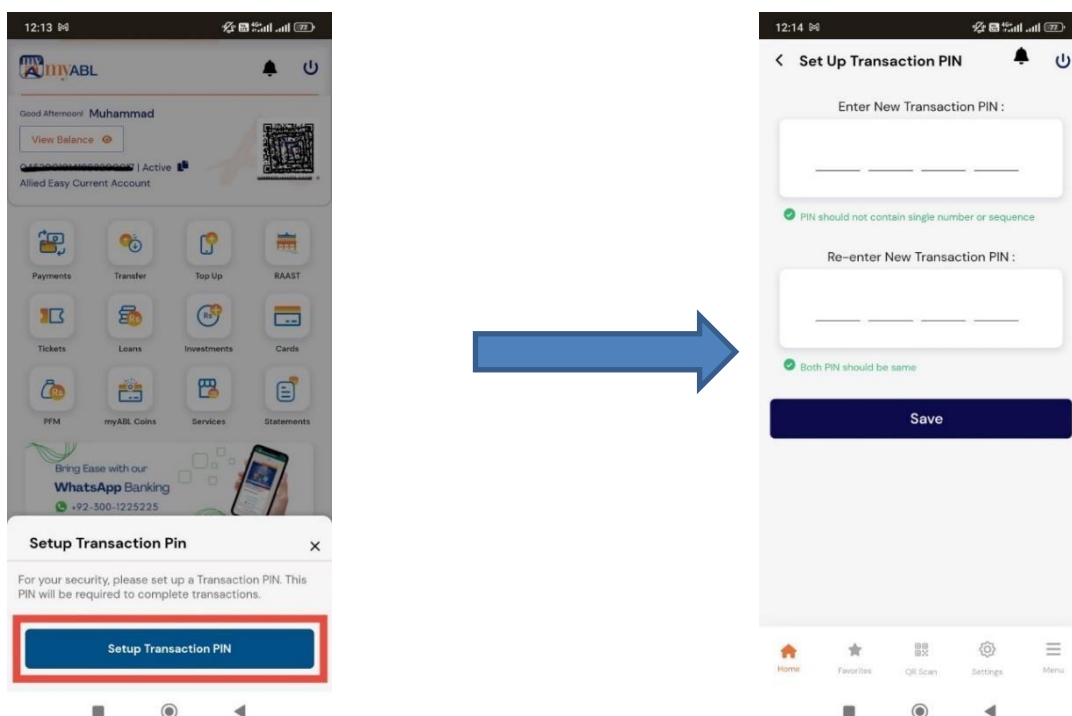 12:13
77
myABL
Good Afternoon! Muhammad
View Balance
| Active
Allied Easy Current Account
Payments Transfer Top Up RAAST
Tickets Loans Investments Cards
PFM myABL Coins Services Statements
Bring Ease with our
WhatsApp Banking
+92-300-1225225
Setup Transaction Pin
For your security, please set up a Transaction PIN. This
PIN will be required to complete transactions.
Setup Transaction PIN
12:14
77
Set Up Transaction PIN
Enter New Transaction PIN :
PIN should not contain single number or sequence
Re-enter New Transaction PIN :
Both PIN should be same
Save
Home Favorites QR Scan Settings Menu